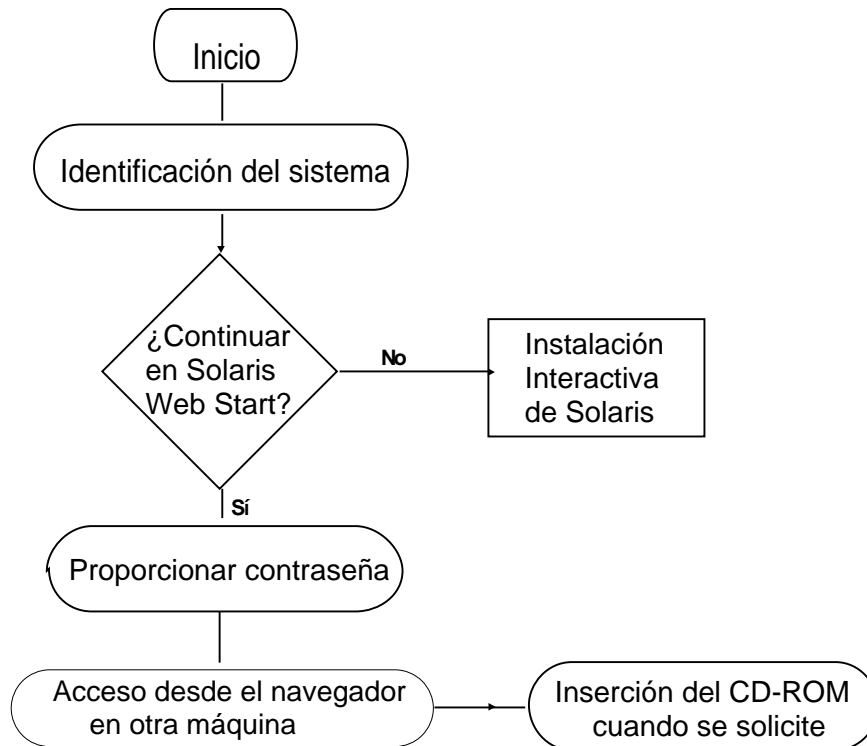 Inicio
Identificación del sistema
¿Continuar
en Solaris
Web Start?
No
Instalación
Interactiva
de Solaris
Sí
Proporcionar contraseña
Acceso desde el navegador
en otra máquina
Inserción del CD-ROM
cuando se solicite